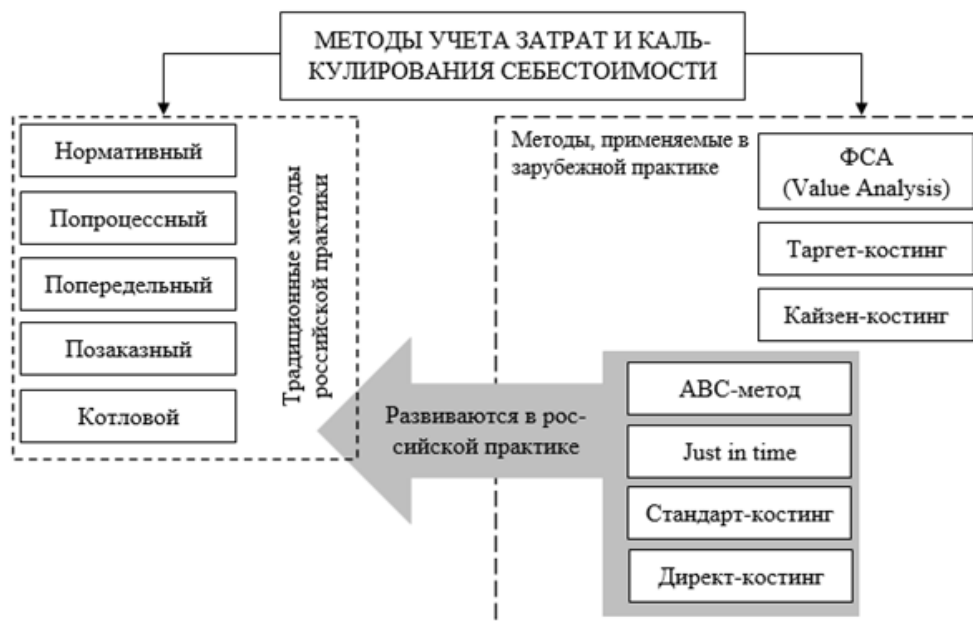 МЕТОДЫ УЧЕТА ЗАТРАТ И КАЛЬ-
КУЛИРОВАНИЯ СЕБЕСТОИМОСТИ
Нормативный
Попроцессный
Попередельный
Позаказный
Котловой
Традиционные методы
российской практики
Методы, применяемые в
зарубежной практике
ФСА
(Value Analysis)
Таргет-костинг
Кайзен-костинг
Развиваются в рос-
сийской практике
АВС-метод
Just in time
Стандарт-костинг
Директ-костинг